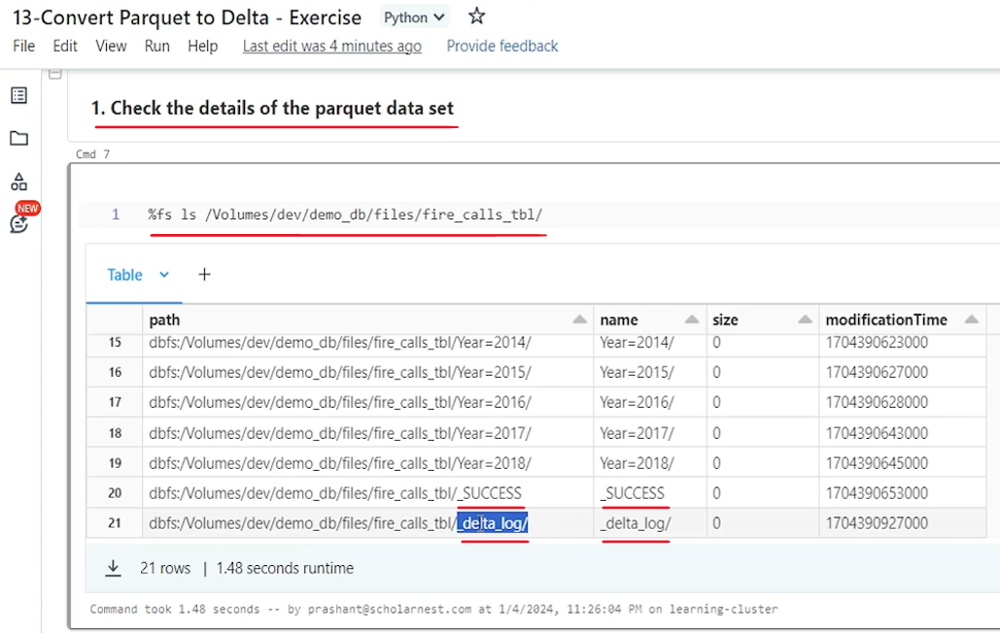 13-Convert Parquet to Delta - Exercise Python
File Edit View Run Help Last edit was 4 minutes ago Provide feedback
1. Check the details of the parquet data set
Cmd 7
1 %fs ls /Volumes/dev/demo_db/files/fire_calls_tbl/
NEW
Table +
path name size modificationTime
15 dbfs:/Volumes/dev/demo_db/files/fire_calls_tbl/Year=2014/ Year=2014/ 0 1704390623000
16 dbfs:/Volumes/dev/demo_db/files/fire_calls_tbl/Year=2015/ Year=2015/ 0 1704390627000
17 dbfs:/Volumes/dev/demo_db/files/fire_calls_tbl/Year=2016/ Year=2016/ 0 1704390628000
18 dbfs:/Volumes/dev/demo_db/files/fire_calls_tbl/Year=2017/ Year=2017/ 0 1704390643000
19 dbfs:/Volumes/dev/demo_db/files/fire_calls_tbl/Year=2018/ Year=2018/ 0 1704390645000
20 dbfs:/Volumes/dev/demo_db/files/fire_calls_tbl/_SUCCESS _SUCCESS 0 1704390653000
21 dbfs:/Volumes/dev/demo_db/files/fire_calls_tbl/_delta_log/ _delta_log/ 0 1704390927000
21 rows | 1.48 seconds runtime
Command took 1.48 seconds -- by prashant@scholarnest.com at 1/4/2024, 11:26:04 PM on learning-cluster